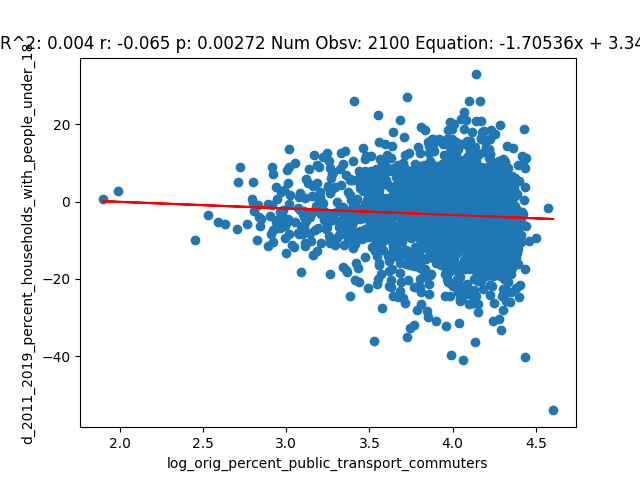 R^2: 0.004 r: -0.065 p: 0.00272 Num Obsv: 2100 Equation: -1.70536x + 3.34
d_2011_2019_percent_households_with_people_under_18
20
0
−20
−40
2.0 2.5 3.0 3.5 4.0 4.5
log_orig_percent_public_transport_commuters